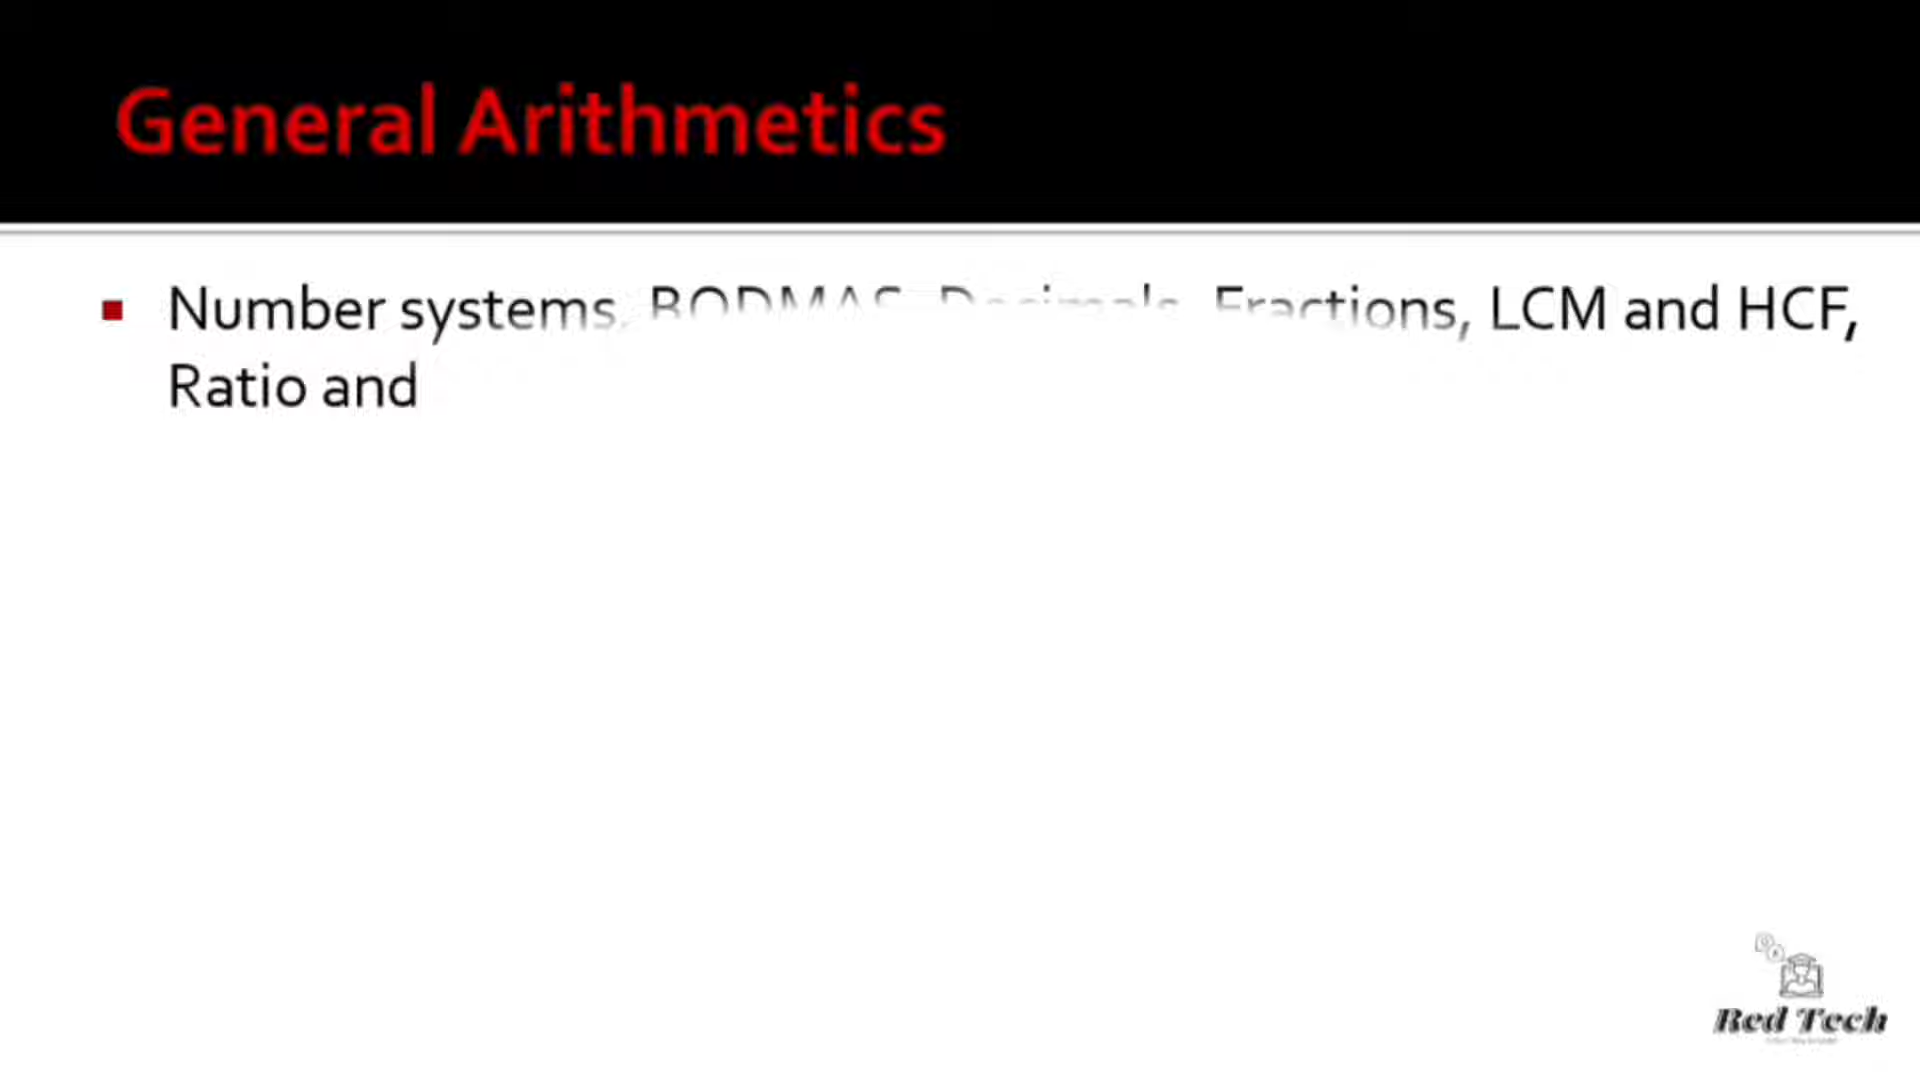 General Arithmetics
Number systems, BODMAS, Decimals, Fractions, LCM and HCF,
Ratio and
Red Tech